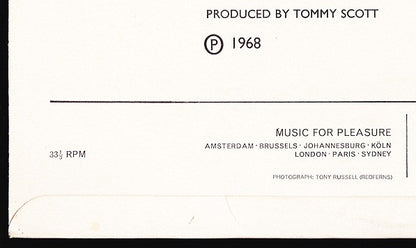 PRODUCED BY TOMMY SCOTT
Ⓟ 1968
MUSIC FOR PLEASURE
AMSTERDAM · BRUSSELS · JOHANNESBURG · KÖLN
33⅓ RPM
LONDON · PARIS · SYDNEY
PHOTOGRAPH: TONY RUSSELL (REDFERNS)